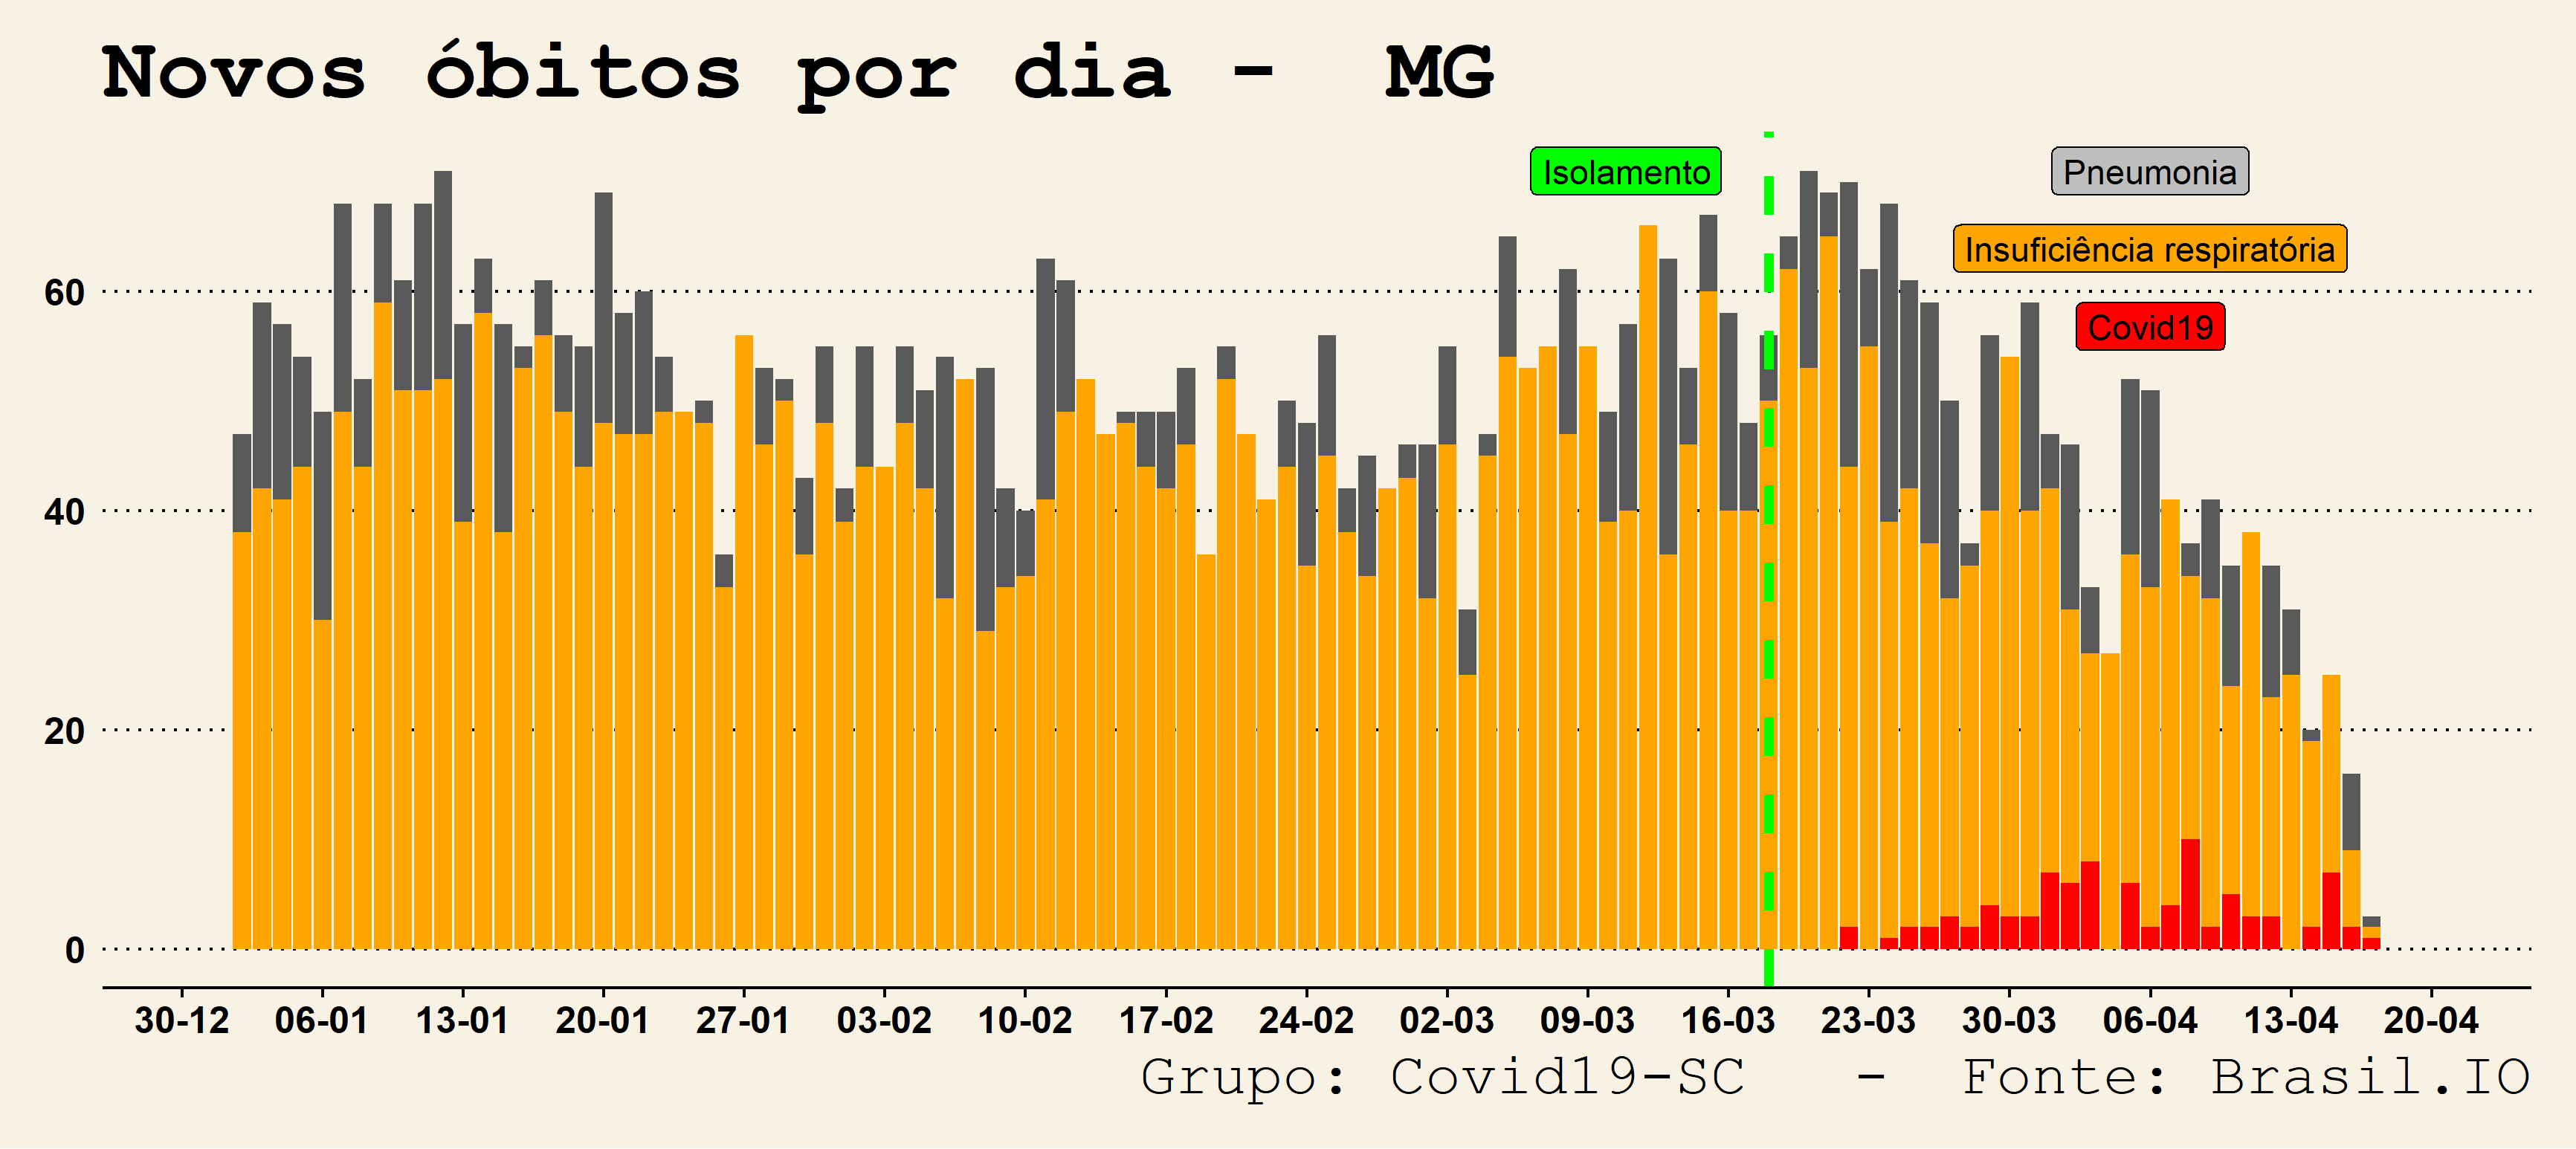 Novos óbitos por dia -  MG
Isolamento
Pneumonia
Insuficiência respiratória
Covid19
60
40
20
0
30-12 06-01 13-01 20-01 27-01 03-02 10-02 17-02 24-02 02-03 09-03 16-03 23-03 30-03 06-04 13-04 20-04
Grupo: Covid19-SC  -  Fonte: Brasil.IO